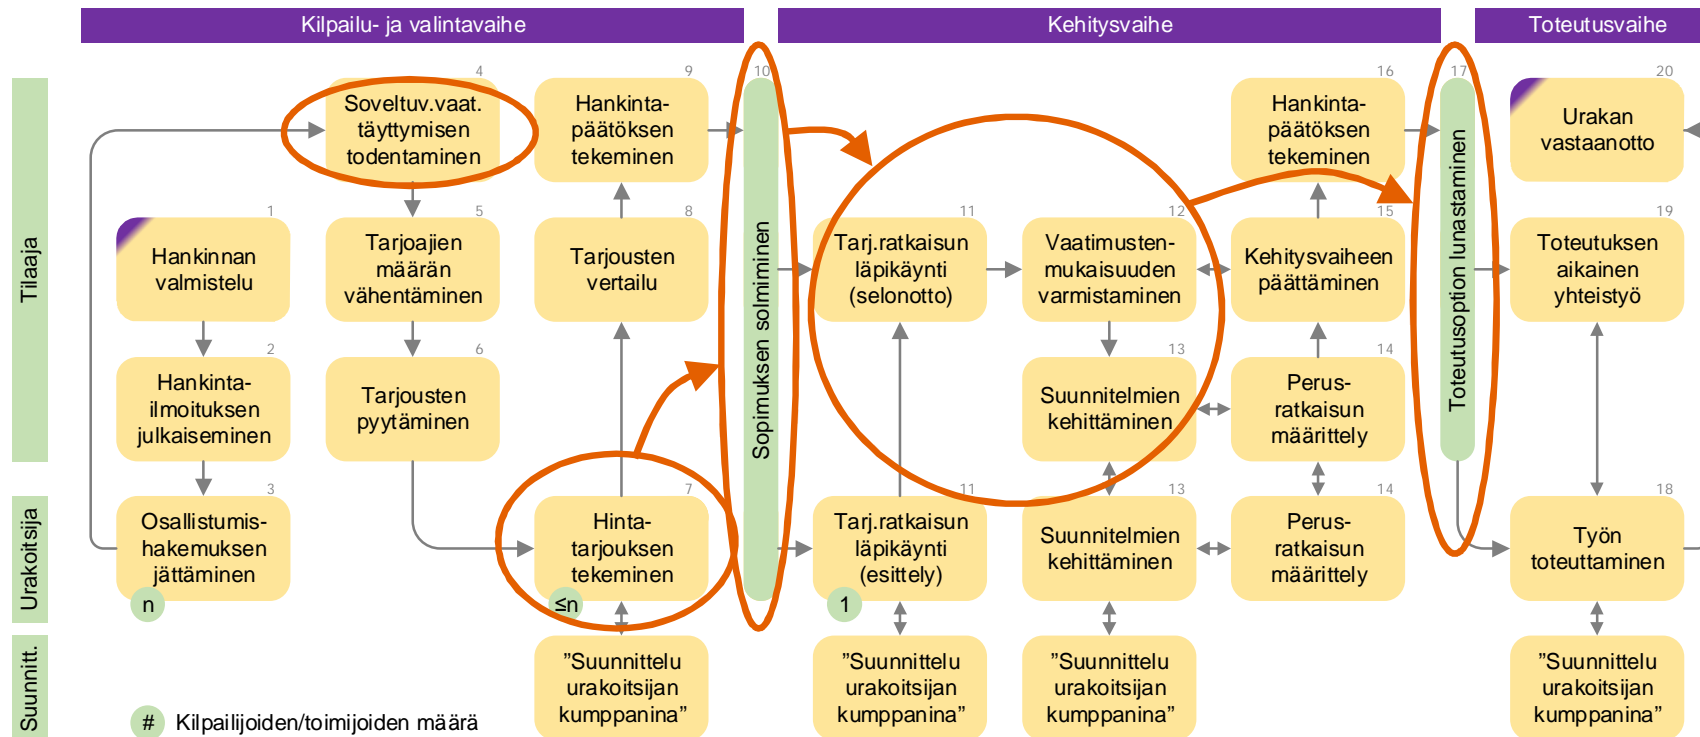 Kilpailu- ja valintavaihe
Kehitysvaihe
Toteutusvaihe
Tilaaja
Urakoitsija
Suunnitt.
1
Hankinnan
valmistelu
2
Hankinta-
ilmoituksen
julkaiseminen
3
Osallistumis-
hakemuksen
jättäminen
n
4
Soveltuv.vaat.
täyttymisen
todentaminen
5
Tarjoajien
määrän
vähentäminen
6
Tarjousten
pyytäminen
7
Hinta-
tarjouksen
tekeminen
≤n
”Suunnittelu
urakoitsijan
kumppanina”
8
Tarjousten
vertailu
9
Hankinta-
päätöksen
tekeminen
10
Sopimuksen solmiminen
11
Tarj.ratkaisun
läpikäynti
(selonotto)
11
Tarj.ratkaisun
läpikäynti
(esittely)
1
”Suunnittelu
urakoitsijan
kumppanina”
12
Vaatimusten-
mukaisuuden
varmistaminen
13
Suunnitelmien
kehittäminen
13
Suunnitelmien
kehittäminen
”Suunnittelu
urakoitsijan
kumppanina”
14
Perus-
ratkaisun
määrittely
14
Perus-
ratkaisun
määrittely
15
Kehitysvaiheen
päättäminen
16
Hankinta-
päätöksen
tekeminen
17
Toteutusoption lunastaminen
18
Työn
toteuttaminen
”Suunnittelu
urakoitsijan
kumppanina”
19
Toteutuksen
aikainen
yhteistyö
20
Urakan
vastaanotto
# Kilpailijoiden/toimijoiden määrä